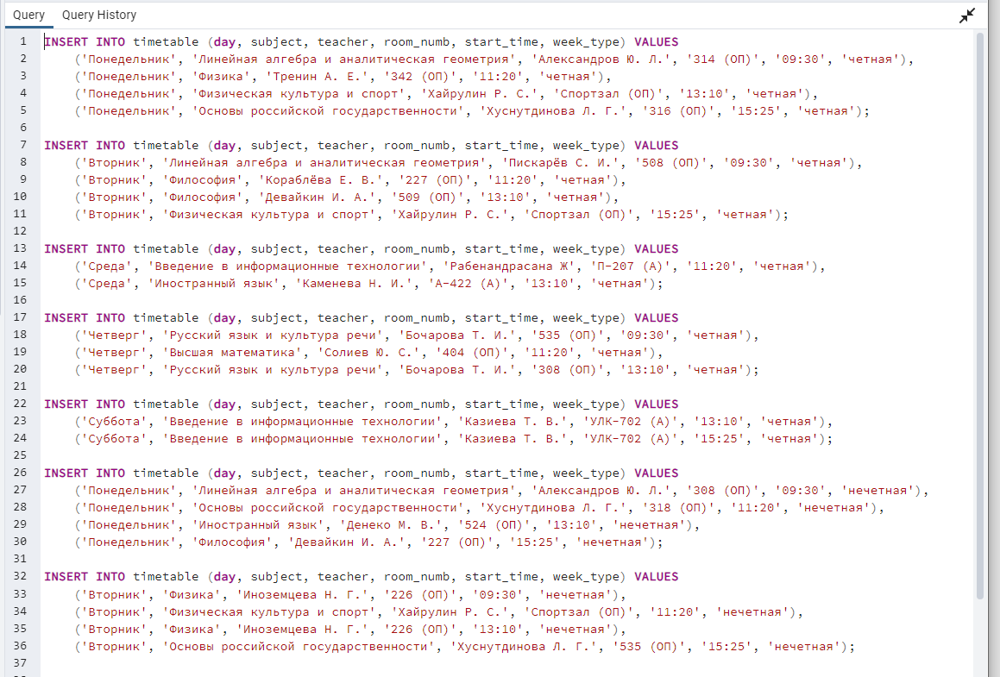 Query Query History
1 INSERT INTO timetable (day, subject, teacher, room_numb, start_time, week_type) VALUES
2 ('Понедельник', 'Линейная алгебра и аналитическая геометрия', 'Александров Ю. Л.', '314 (ОП)', '09:30', 'четная'),
3 ('Понедельник', 'Физика', 'Тренин А. Е.', '342 (ОП)', '11:20', 'четная'),
4 ('Понедельник', 'Физическая культура и спорт', 'Хайрулин Р. С.', 'Спортзал (ОП)', '13:10', 'четная'),
5 ('Понедельник', 'Основы российской государственности', 'Хуснутдинова Л. Г.', '316 (ОП)', '15:25', 'четная');
6
7 INSERT INTO timetable (day, subject, teacher, room_numb, start_time, week_type) VALUES
8 ('Вторник', 'Линейная алгебра и аналитическая геометрия', 'Пискарёв С. И.', '508 (ОП)', '09:30', 'четная'),
9 ('Вторник', 'Философия', 'Кораблёва Е. В.', '227 (ОП)', '11:20', 'четная'),
10 ('Вторник', 'Философия', 'Девайкин И. А.', '509 (ОП)', '13:10', 'четная'),
11 ('Вторник', 'Физическая культура и спорт', 'Хайрулин Р. С.', 'Спортзал (ОП)', '15:25', 'четная');
12
13 INSERT INTO timetable (day, subject, teacher, room_numb, start_time, week_type) VALUES
14 ('Среда', 'Введение в информационные технологии', 'Рабенандрасана Ж', 'П-207 (А)', '11:20', 'четная'),
15 ('Среда', 'Иностранный язык', 'Каменева Н. И.', 'А-422 (А)', '13:10', 'четная');
16
17 INSERT INTO timetable (day, subject, teacher, room_numb, start_time, week_type) VALUES
18 ('Четверг', 'Русский язык и культура речи', 'Бочарова Т. И.', '535 (ОП)', '09:30', 'четная'),
19 ('Четверг', 'Высшая математика', 'Солиев Ю. С.', '404 (ОП)', '11:20', 'четная'),
20 ('Четверг', 'Русский язык и культура речи', 'Бочарова Т. И.', '308 (ОП)', '13:10', 'четная');
21
22 INSERT INTO timetable (day, subject, teacher, room_numb, start_time, week_type) VALUES
23 ('Суббота', 'Введение в информационные технологии', 'Казиева Т. В.', 'УЛК-702 (А)', '13:10', 'четная'),
24 ('Суббота', 'Введение в информационные технологии', 'Казиева Т. В.', 'УЛК-702 (А)', '15:25', 'четная');
25
26 INSERT INTO timetable (day, subject, teacher, room_numb, start_time, week_type) VALUES
27 ('Понедельник', 'Линейная алгебра и аналитическая геометрия', 'Александров Ю. Л.', '308 (ОП)', '09:30', 'нечетная'),
28 ('Понедельник', 'Основы российской государственности', 'Хуснутдинова Л. Г.', '318 (ОП)', '11:20', 'нечетная'),
29 ('Понедельник', 'Иностранный язык', 'Денеко М. В.', '524 (ОП)', '13:10', 'нечетная'),
30 ('Понедельник', 'Философия', 'Девайкин И. А.', '227 (ОП)', '15:25', 'нечетная');
31
32 INSERT INTO timetable (day, subject, teacher, room_numb, start_time, week_type) VALUES
33 ('Вторник', 'Физика', 'Иноземцева Н. Г.', '226 (ОП)', '09:30', 'нечетная'),
34 ('Вторник', 'Физическая культура и спорт', 'Хайрулин Р. С.', 'Спортзал (ОП)', '11:20', 'нечетная'),
35 ('Вторник', 'Физика', 'Иноземцева Н. Г.', '226 (ОП)', '13:10', 'нечетная'),
36 ('Вторник', 'Основы российской государственности', 'Хуснутдинова Л. Г.', '535 (ОП)', '15:25', 'нечетная');
37